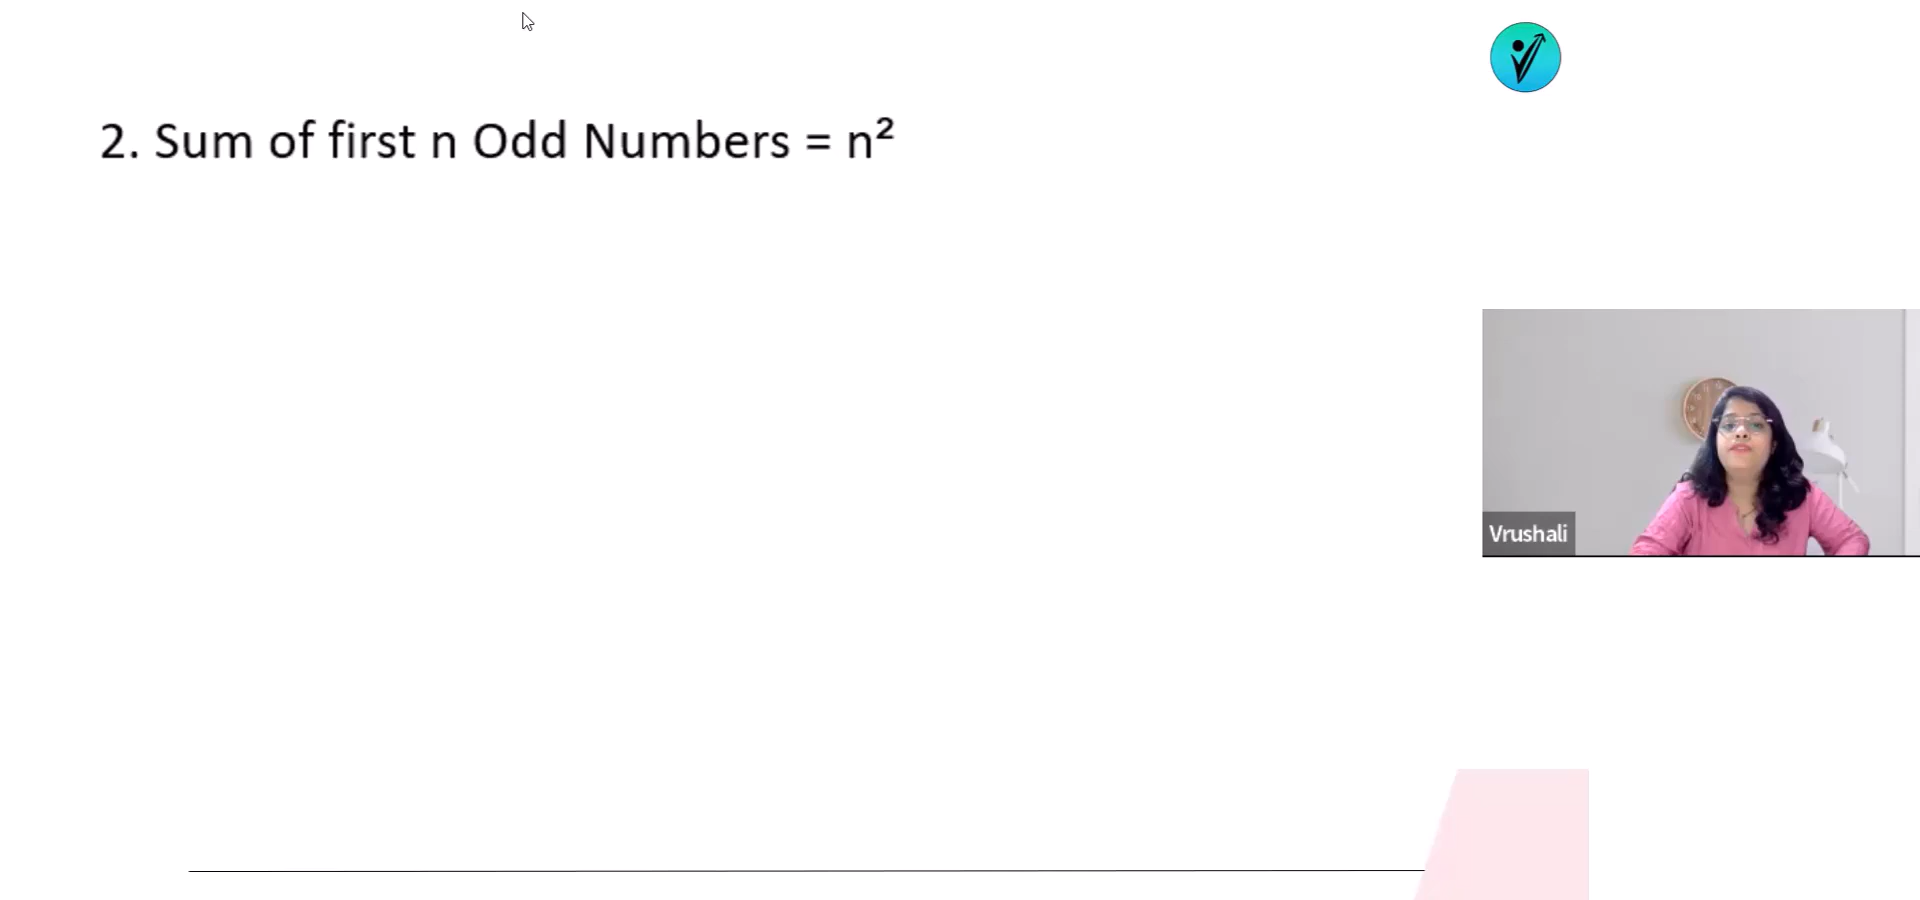 2. Sum of first n Odd Numbers = n²
Vrushali